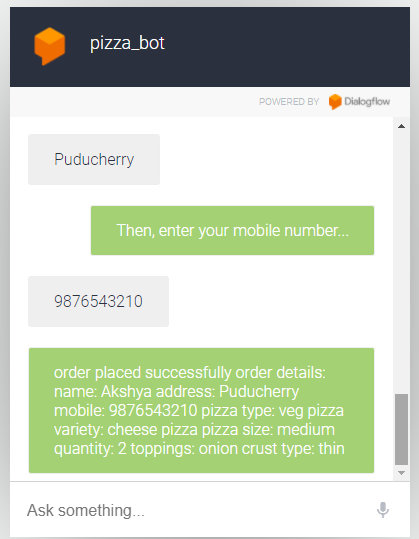 pizza_bot
POWERED BY Dialogflow
Puducherry
Then, enter your mobile number...
9876543210
order placed successfully order details:
name: Akshya address: Puducherry
mobile: 9876543210 pizza type: veg pizza
variety: cheese pizza pizza size: medium
quantity: 2 toppings: onion crust type: thin
Ask something...